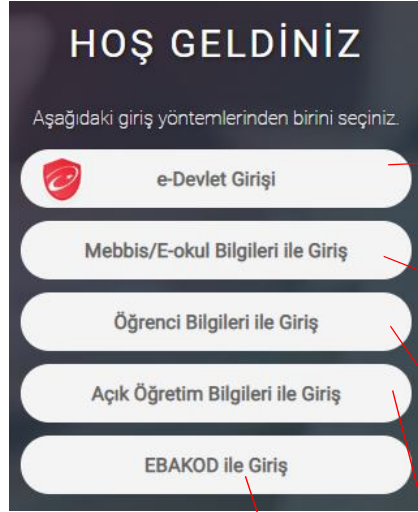 HOŞ GELDİNİZ
Aşağıdaki giriş yöntemlerinden birini seçiniz.
e-Devlet Girişi
Mebbis/E-okul Bilgileri ile Giriş
Öğrenci Bilgileri ile Giriş
Açık Öğretim Bilgileri ile Giriş
EBAKOD ile Giriş